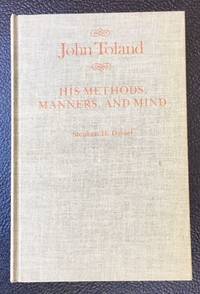 John Toland
HIS METHODS,
MANNERS, AND MIND
Stephen H. Daniel